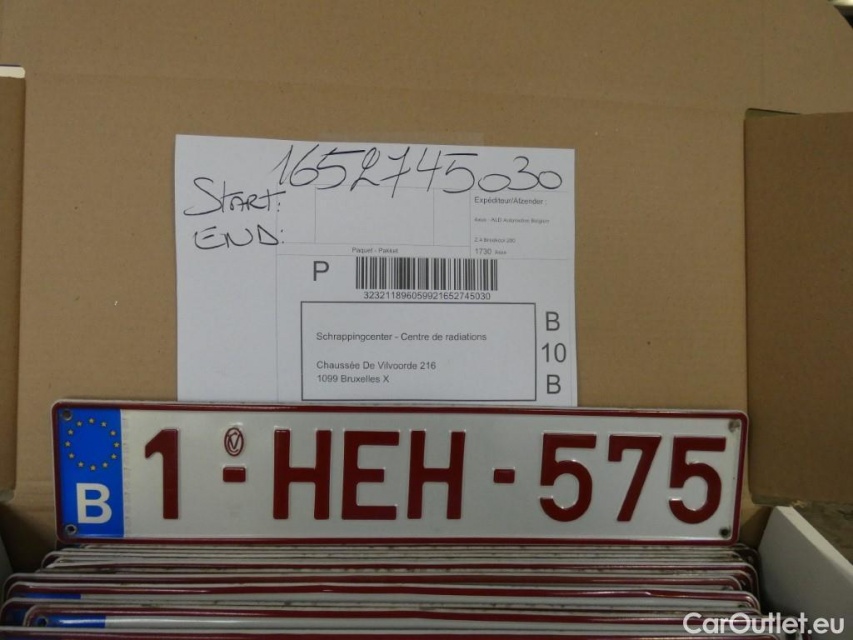 1652745030
START:
END:
Expéditeur/Afzender
1730
Paquet - Pakket
P
323211896059921652745030
Schrappingcenter - Centre de radiations
Chaussée De Vilvoorde 216
1099 Bruxelles X
B
10
B
B
1-HEH-575
CarOutlet.eu